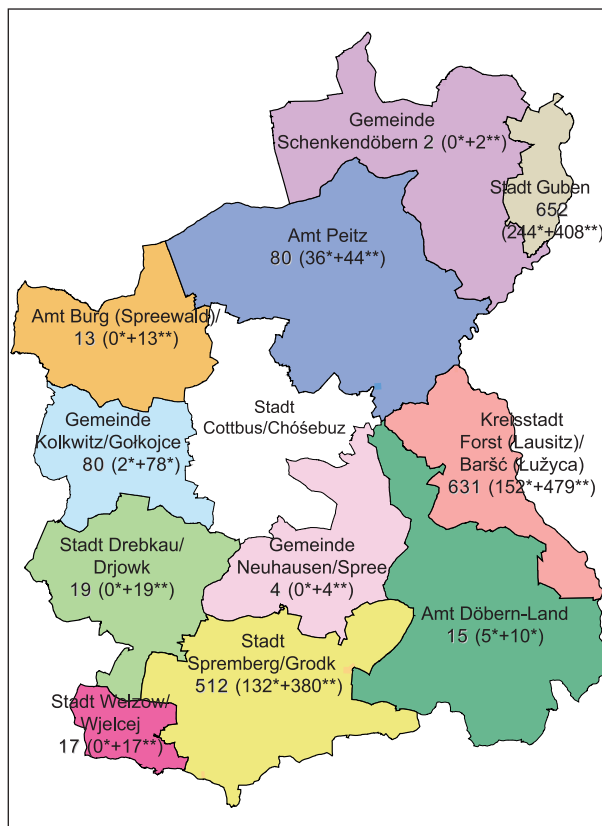 Gemeinde
Schenkendöbern 2 (0*+2**)
Stadt Guben
652
(244*+408**)
Amt Peitz
80 (36*+44**)
Amt Burg (Spreewald)/
13 (0*+13**)
Stadt
Cottbus/Chóśebuz
Gemeinde
Kolkwitz/Gołkojce
80 (2*+78*)
Kreisstadt
Forst (Lausitz)/
Baršć (Łužyca)
631 (152*+479**)
Stadt Drebkau/
Drjowk
19 (0*+19**)
Gemeinde
Neuhausen/Spree
4 (0*+4**)
Amt Döbern-Land
15 (5*+10*)
Stadt
Spremberg/Grodk
512 (132*+380**)
Stadt Welzow/
Wjelcej
17 (0*+17**)